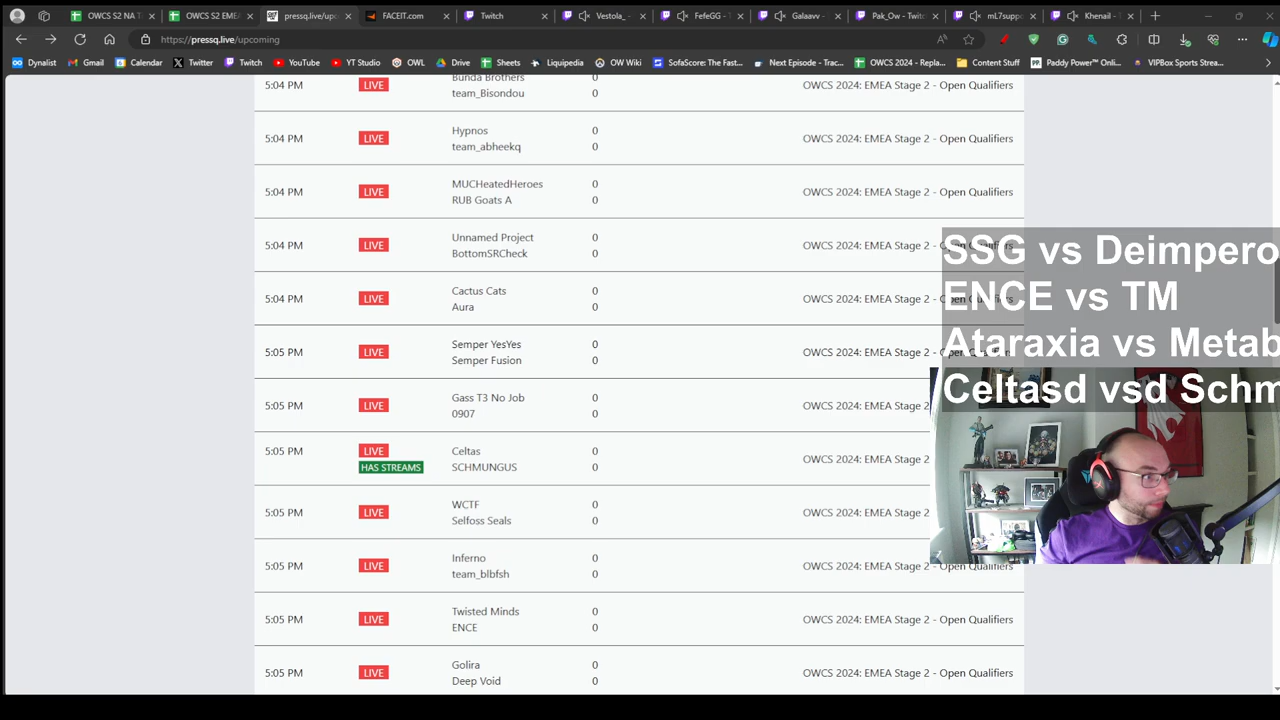 OWCS S2 NA T
OWCS S2 EMEA
pressq.live/upc
FACEIT.com
Twitch
Vestola_
FefeGG - T
Galaavv -
Pak_Ow - Twit
mL7suppo
Khenail - T
https://pressq.live/upcoming
Dynalist
Gmail
Calendar
Twitter
Twitch
YouTube
YT Studio
OWL
Drive
Sheets
Liquipedia
OW Wiki
SofaScore: The Fast...
Next Episode - Trac...
OWCS 2024 - Repla...
Content Stuff
Paddy Power™ Onli...
VIPBox Sports Strea...
5:04 PM LIVE Bunda Brothers 0 OWCS 2024: EMEA Stage 2 - Open Qualifiers
team_Bisondou 0
5:04 PM LIVE Hypnos 0 OWCS 2024: EMEA Stage 2 - Open Qualifiers
team_abheekq 0
5:04 PM LIVE MUCHeatedHeroes 0 OWCS 2024: EMEA Stage 2 - Open Qualifiers
RUB Goats A 0
5:04 PM LIVE Unnamed Project 0 OWCS 2024: EMEA Stage 2 - Open Qualifiers
BottomSRCheck 0
5:04 PM LIVE Cactus Cats 0 OWCS 2024: EMEA Stage 2 - Open Qualifiers
Aura 0
5:05 PM LIVE Semper YesYes 0 OWCS 2024: EMEA Stage 2
Semper Fusion 0
5:05 PM LIVE Gass T3 No Job 0 OWCS 2024: EMEA Stage 2
0907 0
5:05 PM LIVE Celtas 0 OWCS 2024: EMEA Stage 2
HAS STREAMS SCHMUNGUS 0
5:05 PM LIVE WCTF 0 OWCS 2024: EMEA Stage 2
Selfoss Seals 0
5:05 PM LIVE Inferno 0 OWCS 2024: EMEA Stage 2 - Open Qualifiers
team_blbfsh 0
5:05 PM LIVE Twisted Minds 0 OWCS 2024: EMEA Stage 2 - Open Qualifiers
ENCE 0
5:05 PM LIVE Golira 0 OWCS 2024: EMEA Stage 2 - Open Qualifiers
Deep Void 0
SSG vs Deimpero
ENCE vs TM
Ataraxia vs Metab
Celtasd vsd Schm